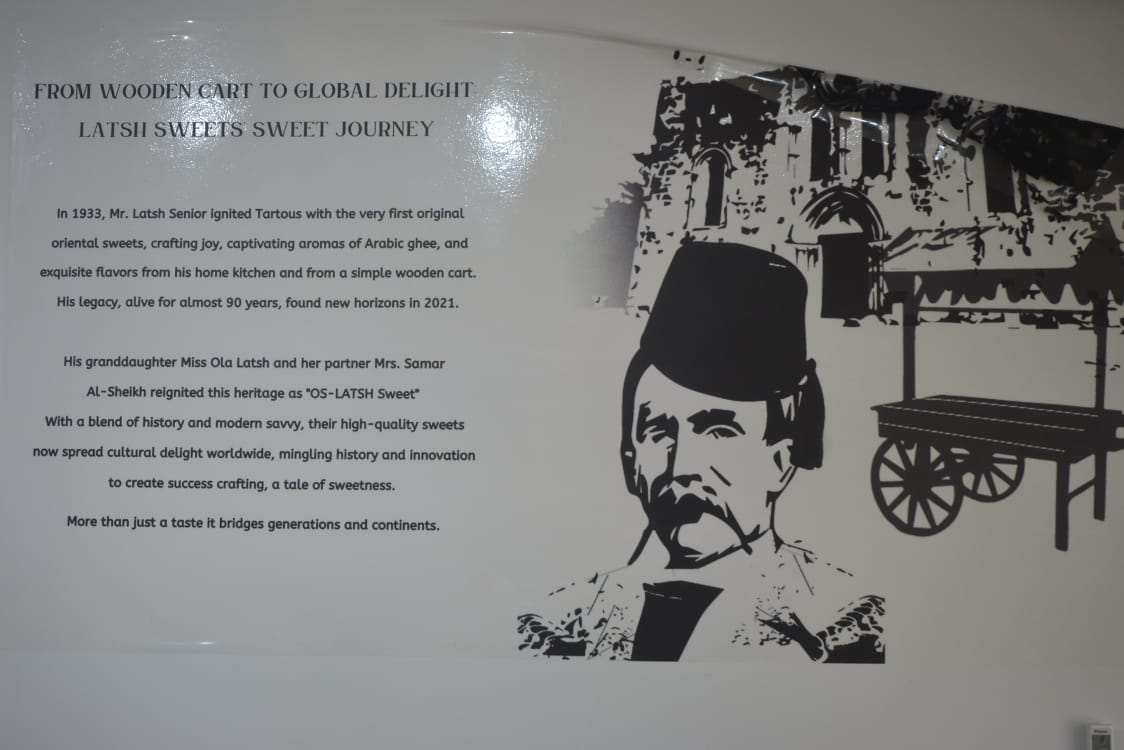 FROM WOODEN CART TO GLOBAL DELIGHT:
LATSH SWEETS' SWEET JOURNEY
In 1933, Mr. Latsh Senior ignited Tartous with the very first original
oriental sweets, crafting joy, captivating aromas of Arabic ghee, and
exquisite flavors from his home kitchen and from a simple wooden cart.
His legacy, alive for almost 90 years, found new horizons in 2021.
His granddaughter Miss Ola Latsh and her partner Mrs. Samar
Al-Sheikh reignited this heritage as "OS-LATSH Sweet"
With a blend of history and modern savvy, their high-quality sweets
now spread cultural delight worldwide, mingling history and innovation
to create success crafting, a tale of sweetness.
More than just a taste it bridges generations and continents.